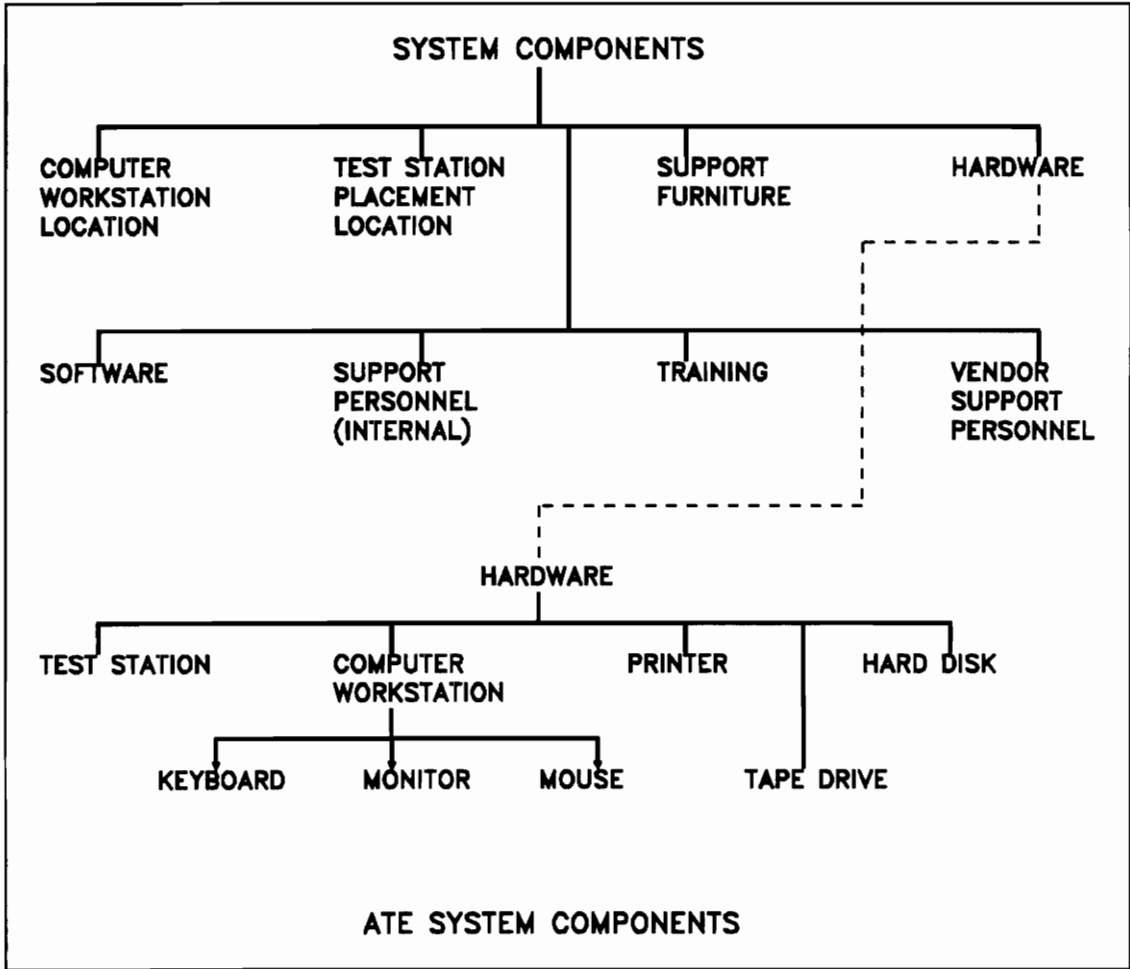 SYSTEM COMPONENTS
COMPUTER
WORKSTATION
LOCATION
TEST STATION
PLACEMENT
LOCATION
SUPPORT
FURNITURE
HARDWARE
SOFTWARE
SUPPORT
PERSONNEL
(INTERNAL)
TRAINING
VENDOR
SUPPORT
PERSONNEL
HARDWARE
TEST STATION
COMPUTER
WORKSTATION
PRINTER
HARD DISK
KEYBOARD
MONITOR
MOUSE
TAPE DRIVE
ATE SYSTEM COMPONENTS